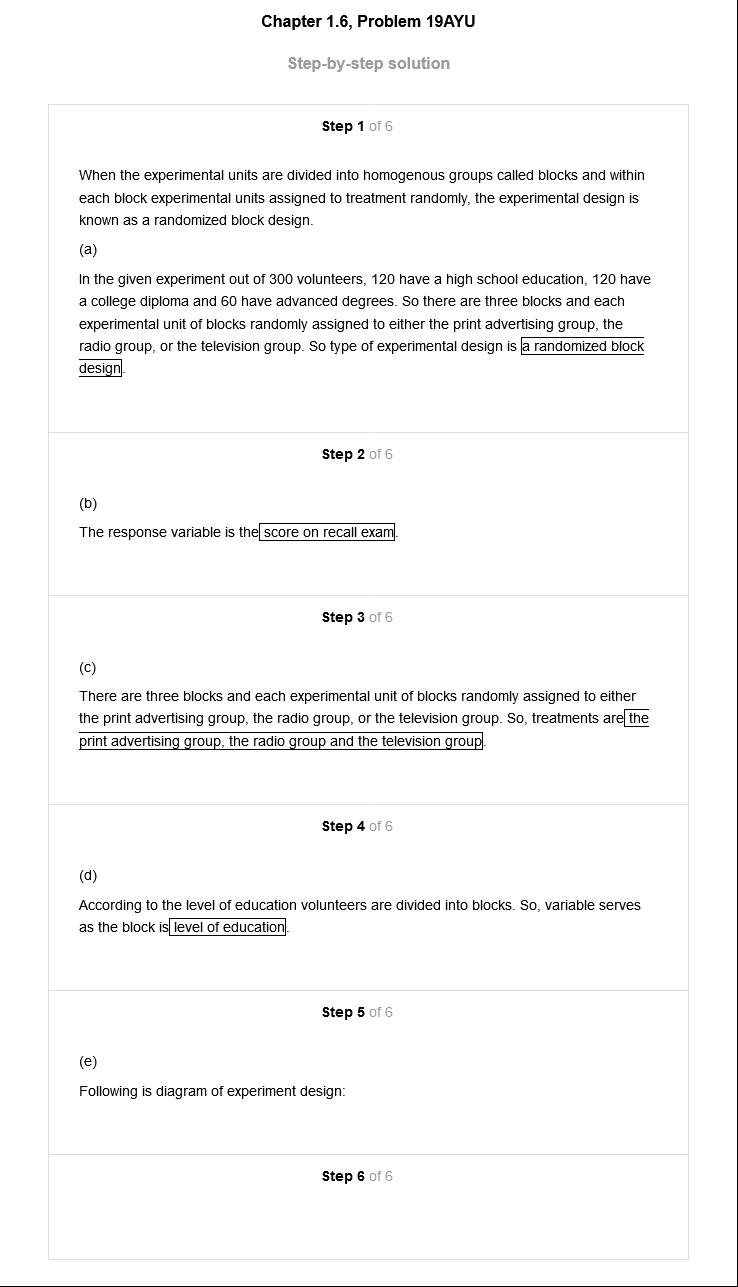 Chapter 1.6, Problem 19AYU
Step-by-step solution
Step 1 of 6
When the experimental units are divided into homogenous groups called blocks and within
each block experimental units assigned to treatment randomly, the experimental design is
known as a randomized block design.
(a)
In the given experiment out of 300 volunteers, 120 have a high school education, 120 have
a college diploma and 60 have advanced degrees. So there are three blocks and each
experimental unit of blocks randomly assigned to either the print advertising group, the
radio group, or the television group. So type of experimental design is a randomized block
design.
Step 2 of 6
(b)
The response variable is the score on recall exam.
Step 3 of 6
(c)
There are three blocks and each experimental unit of blocks randomly assigned to either
the print advertising group, the radio group, or the television group. So, treatments are the
print advertising group, the radio group and the television group.
Step 4 of 6
(d)
According to the level of education volunteers are divided into blocks. So, variable serves
as the block is level of education.
Step 5 of 6
(e)
Following is diagram of experiment design:
Step 6 of 6